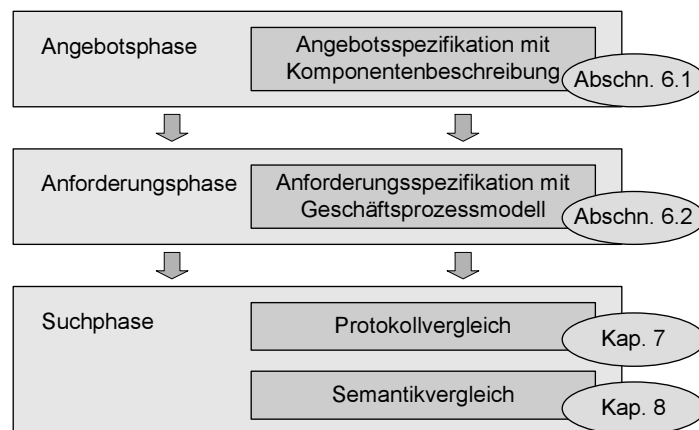 Angebotsphase
Angebotsspezifikation mit
Komponentenbeschreibung
Abschn. 6.1
Anforderungsphase
Anforderungsspezifikation mit
Geschäftsprozessmodell
Abschn. 6.2
Suchphase
Protokollvergleich
Kap. 7
Semantikvergleich
Kap. 8